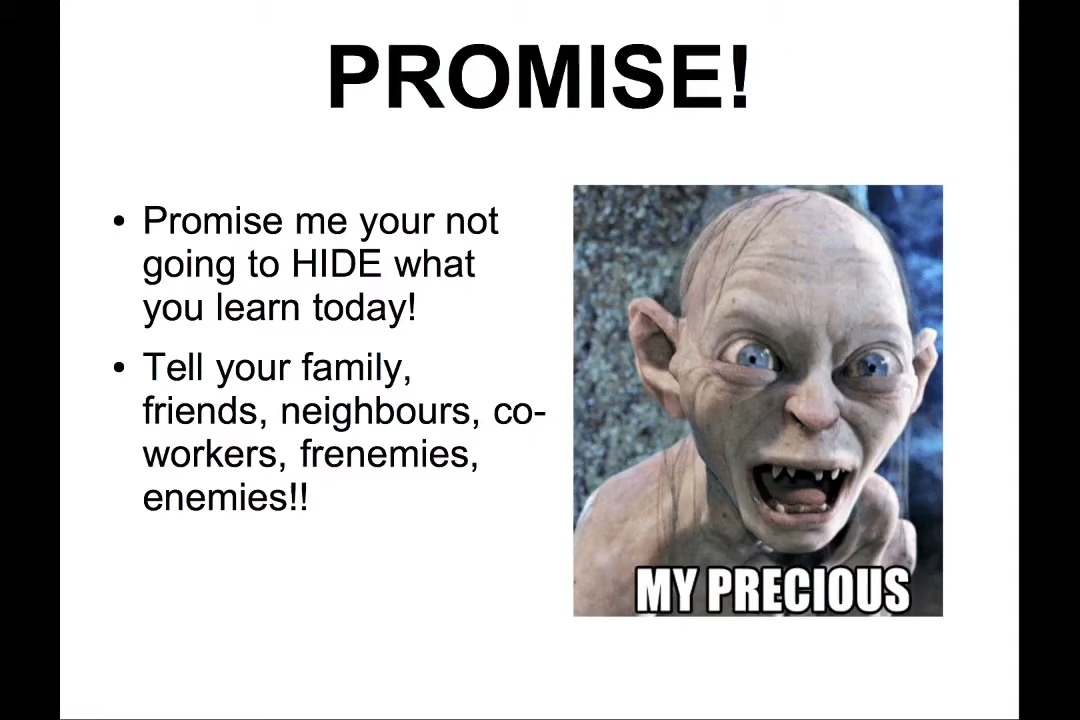 PROMISE!
• Promise me your not
going to HIDE what
you learn today!
• Tell your family,
friends, neighbours, co-
workers, frenemies,
enemies!!
MY PRECIOUS